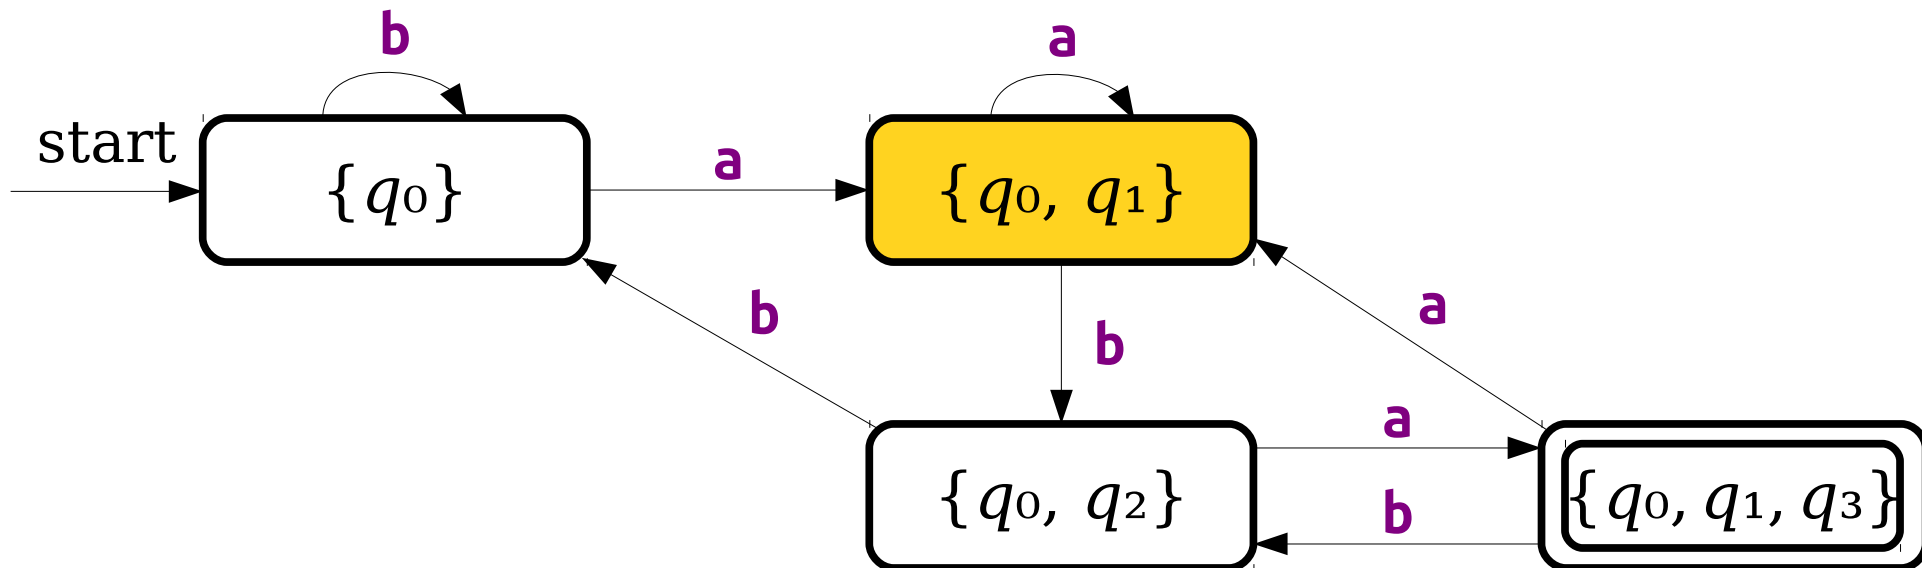 b
a
start
a
{q₀}
{q₀, q₁}
b
a
b
a
{q₀, q₂}
{q₀, q₁, q₃}
b